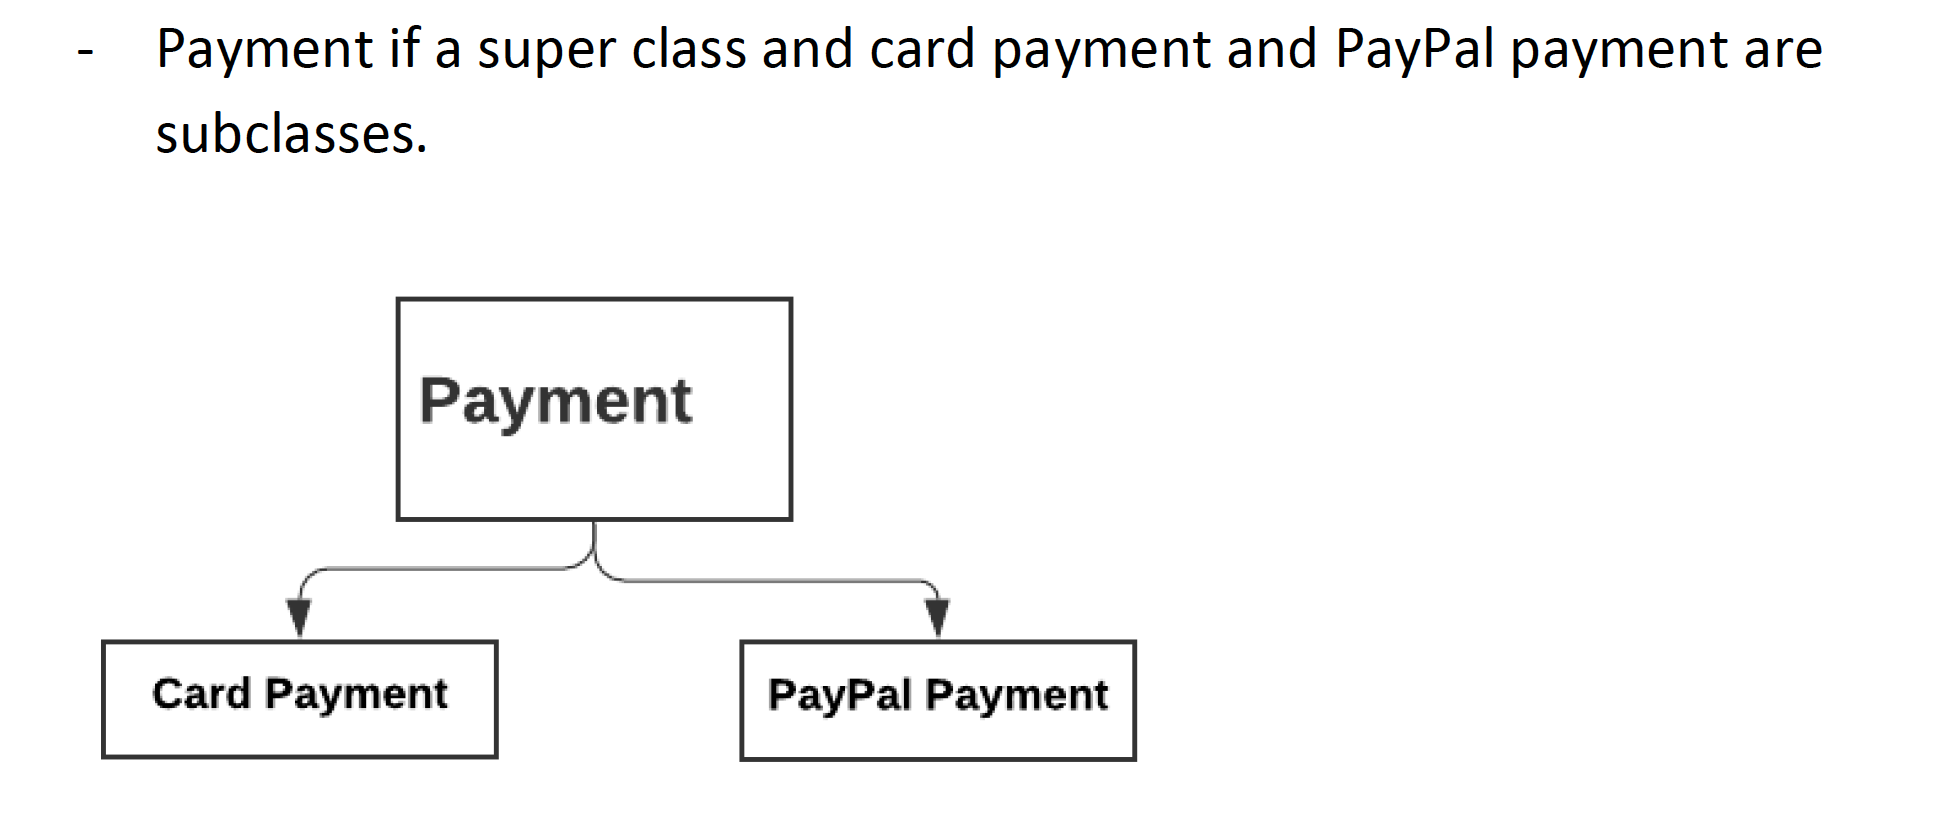 - Payment if a super class and card payment and PayPal payment are
subclasses.
Payment
Card Payment
PayPal Payment